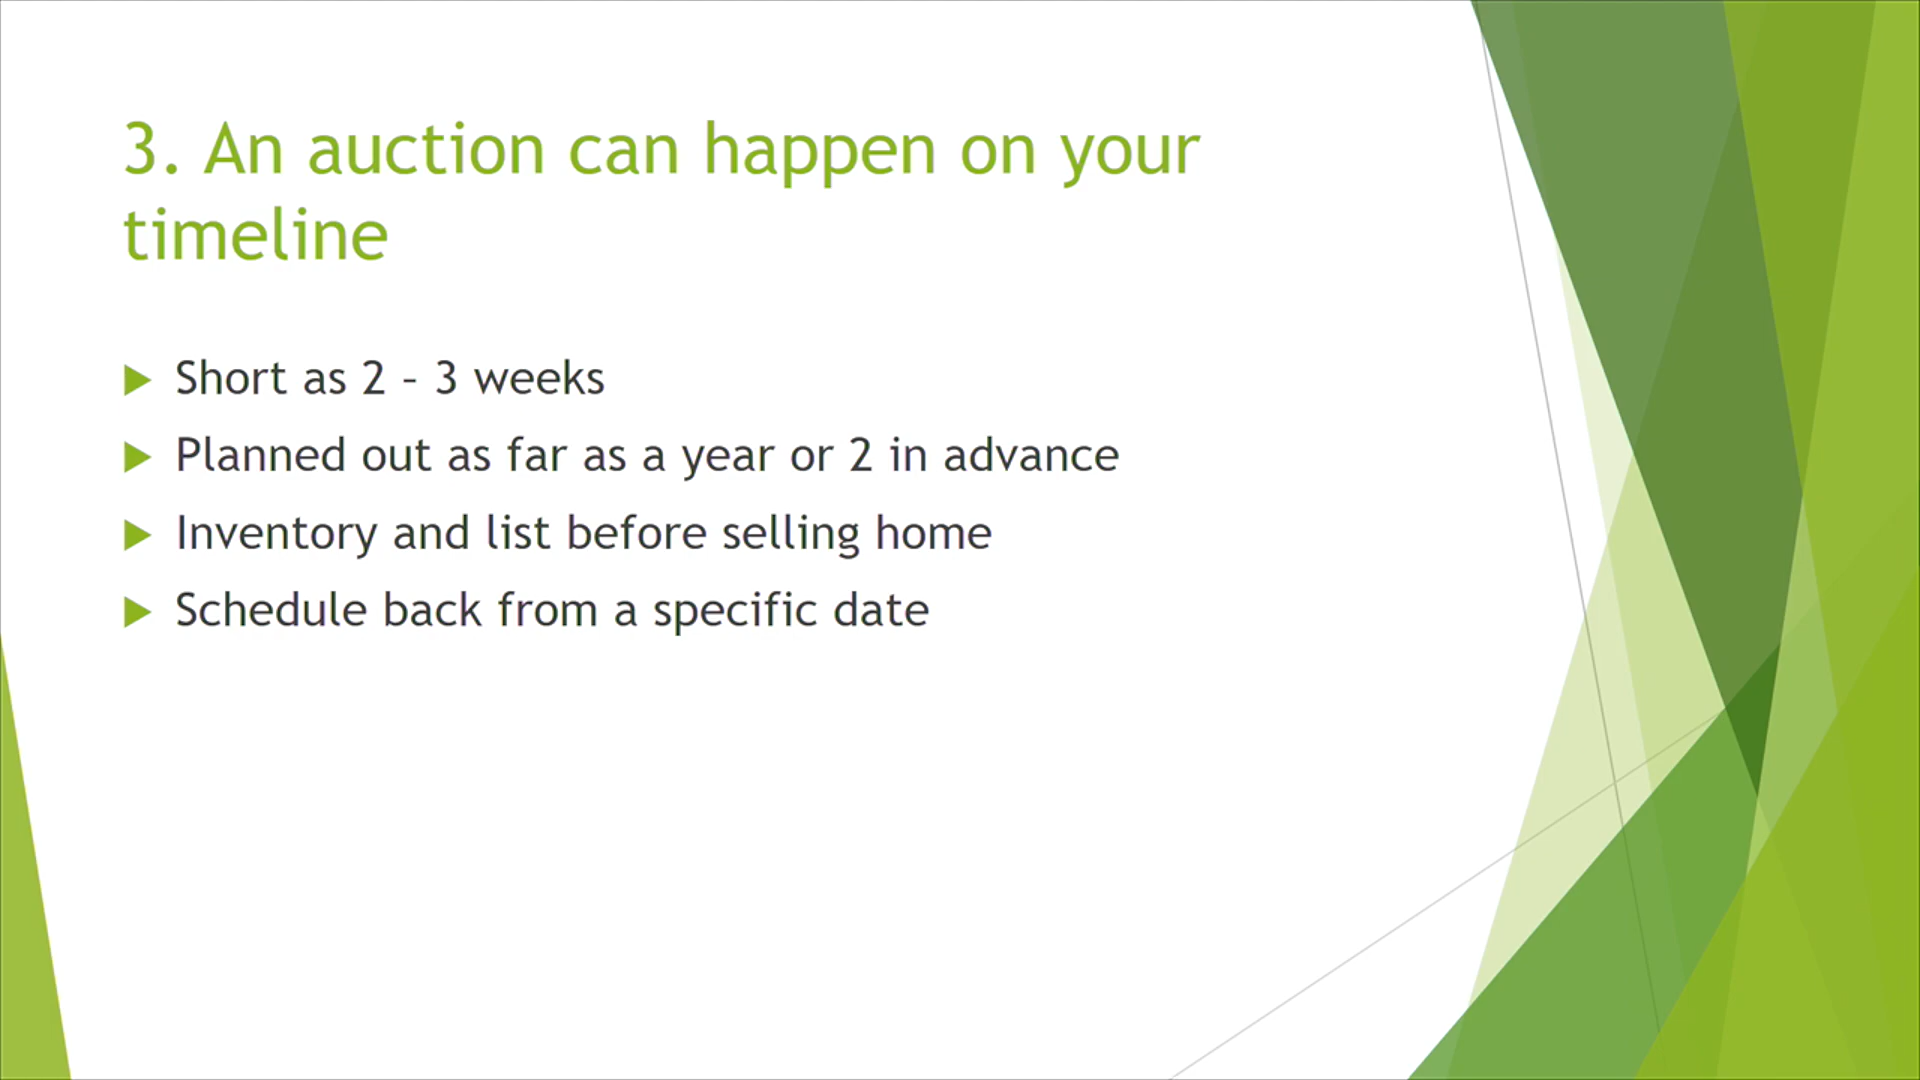 3. An auction can happen on your
timeline
Short as 2 – 3 weeks
Planned out as far as a year or 2 in advance
Inventory and list before selling home
Schedule back from a specific date